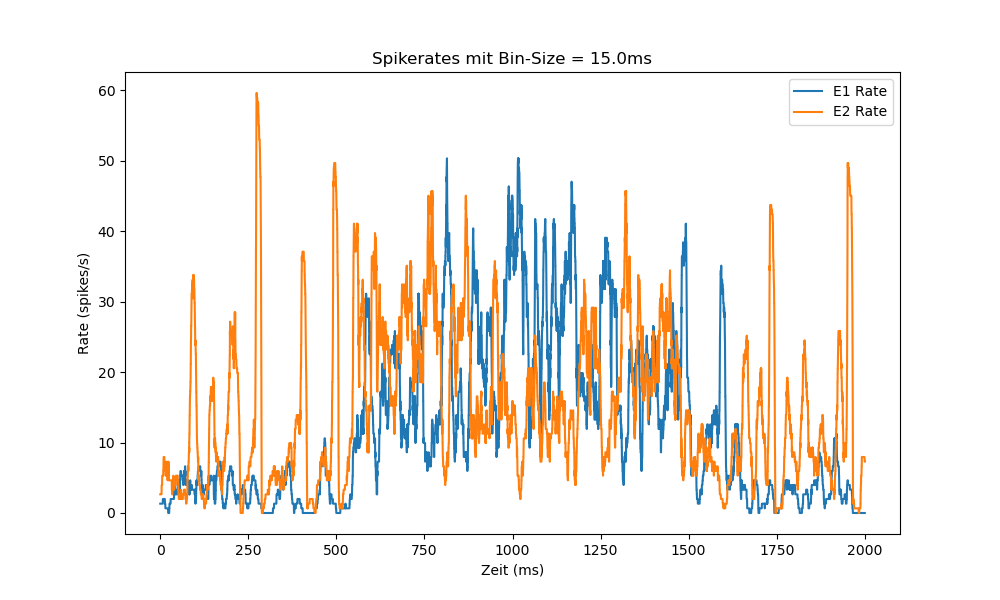 Spikerates mit Bin-Size = 15.0ms
E1 Rate
E2 Rate
Rate (spikes/s)
60
50
40
30
20
10
0
0 250 500 750 1000 1250 1500 1750 2000
Zeit (ms)